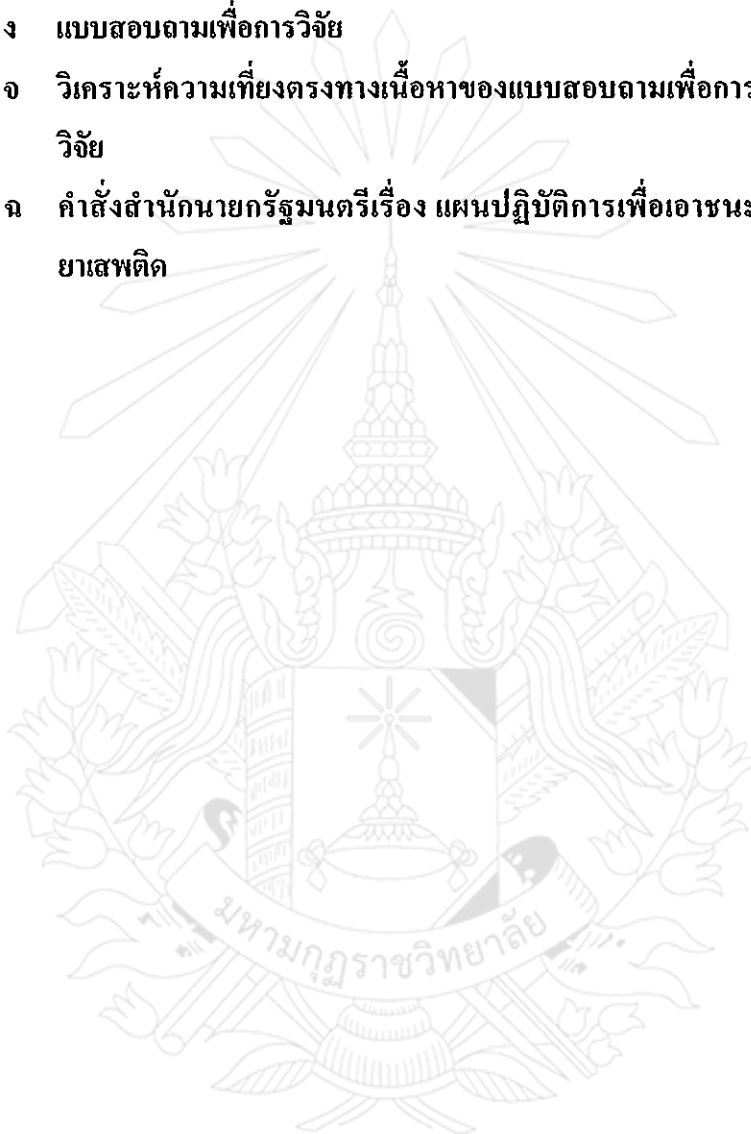 ง แบบสอบถามเพื่อการวิจัย
จ วิเคราะห์ความเที่ยงตรงทางเนื้อหาของแบบสอบถามเพื่อการ
วิจัย
ฉ คำสั่งสำนักนายกรัฐมนตรีเรื่อง แผนปฏิบัติการเพื่อเอาชนะ
ยาเสพติด
มหามกุฏราชวิทยาลัย